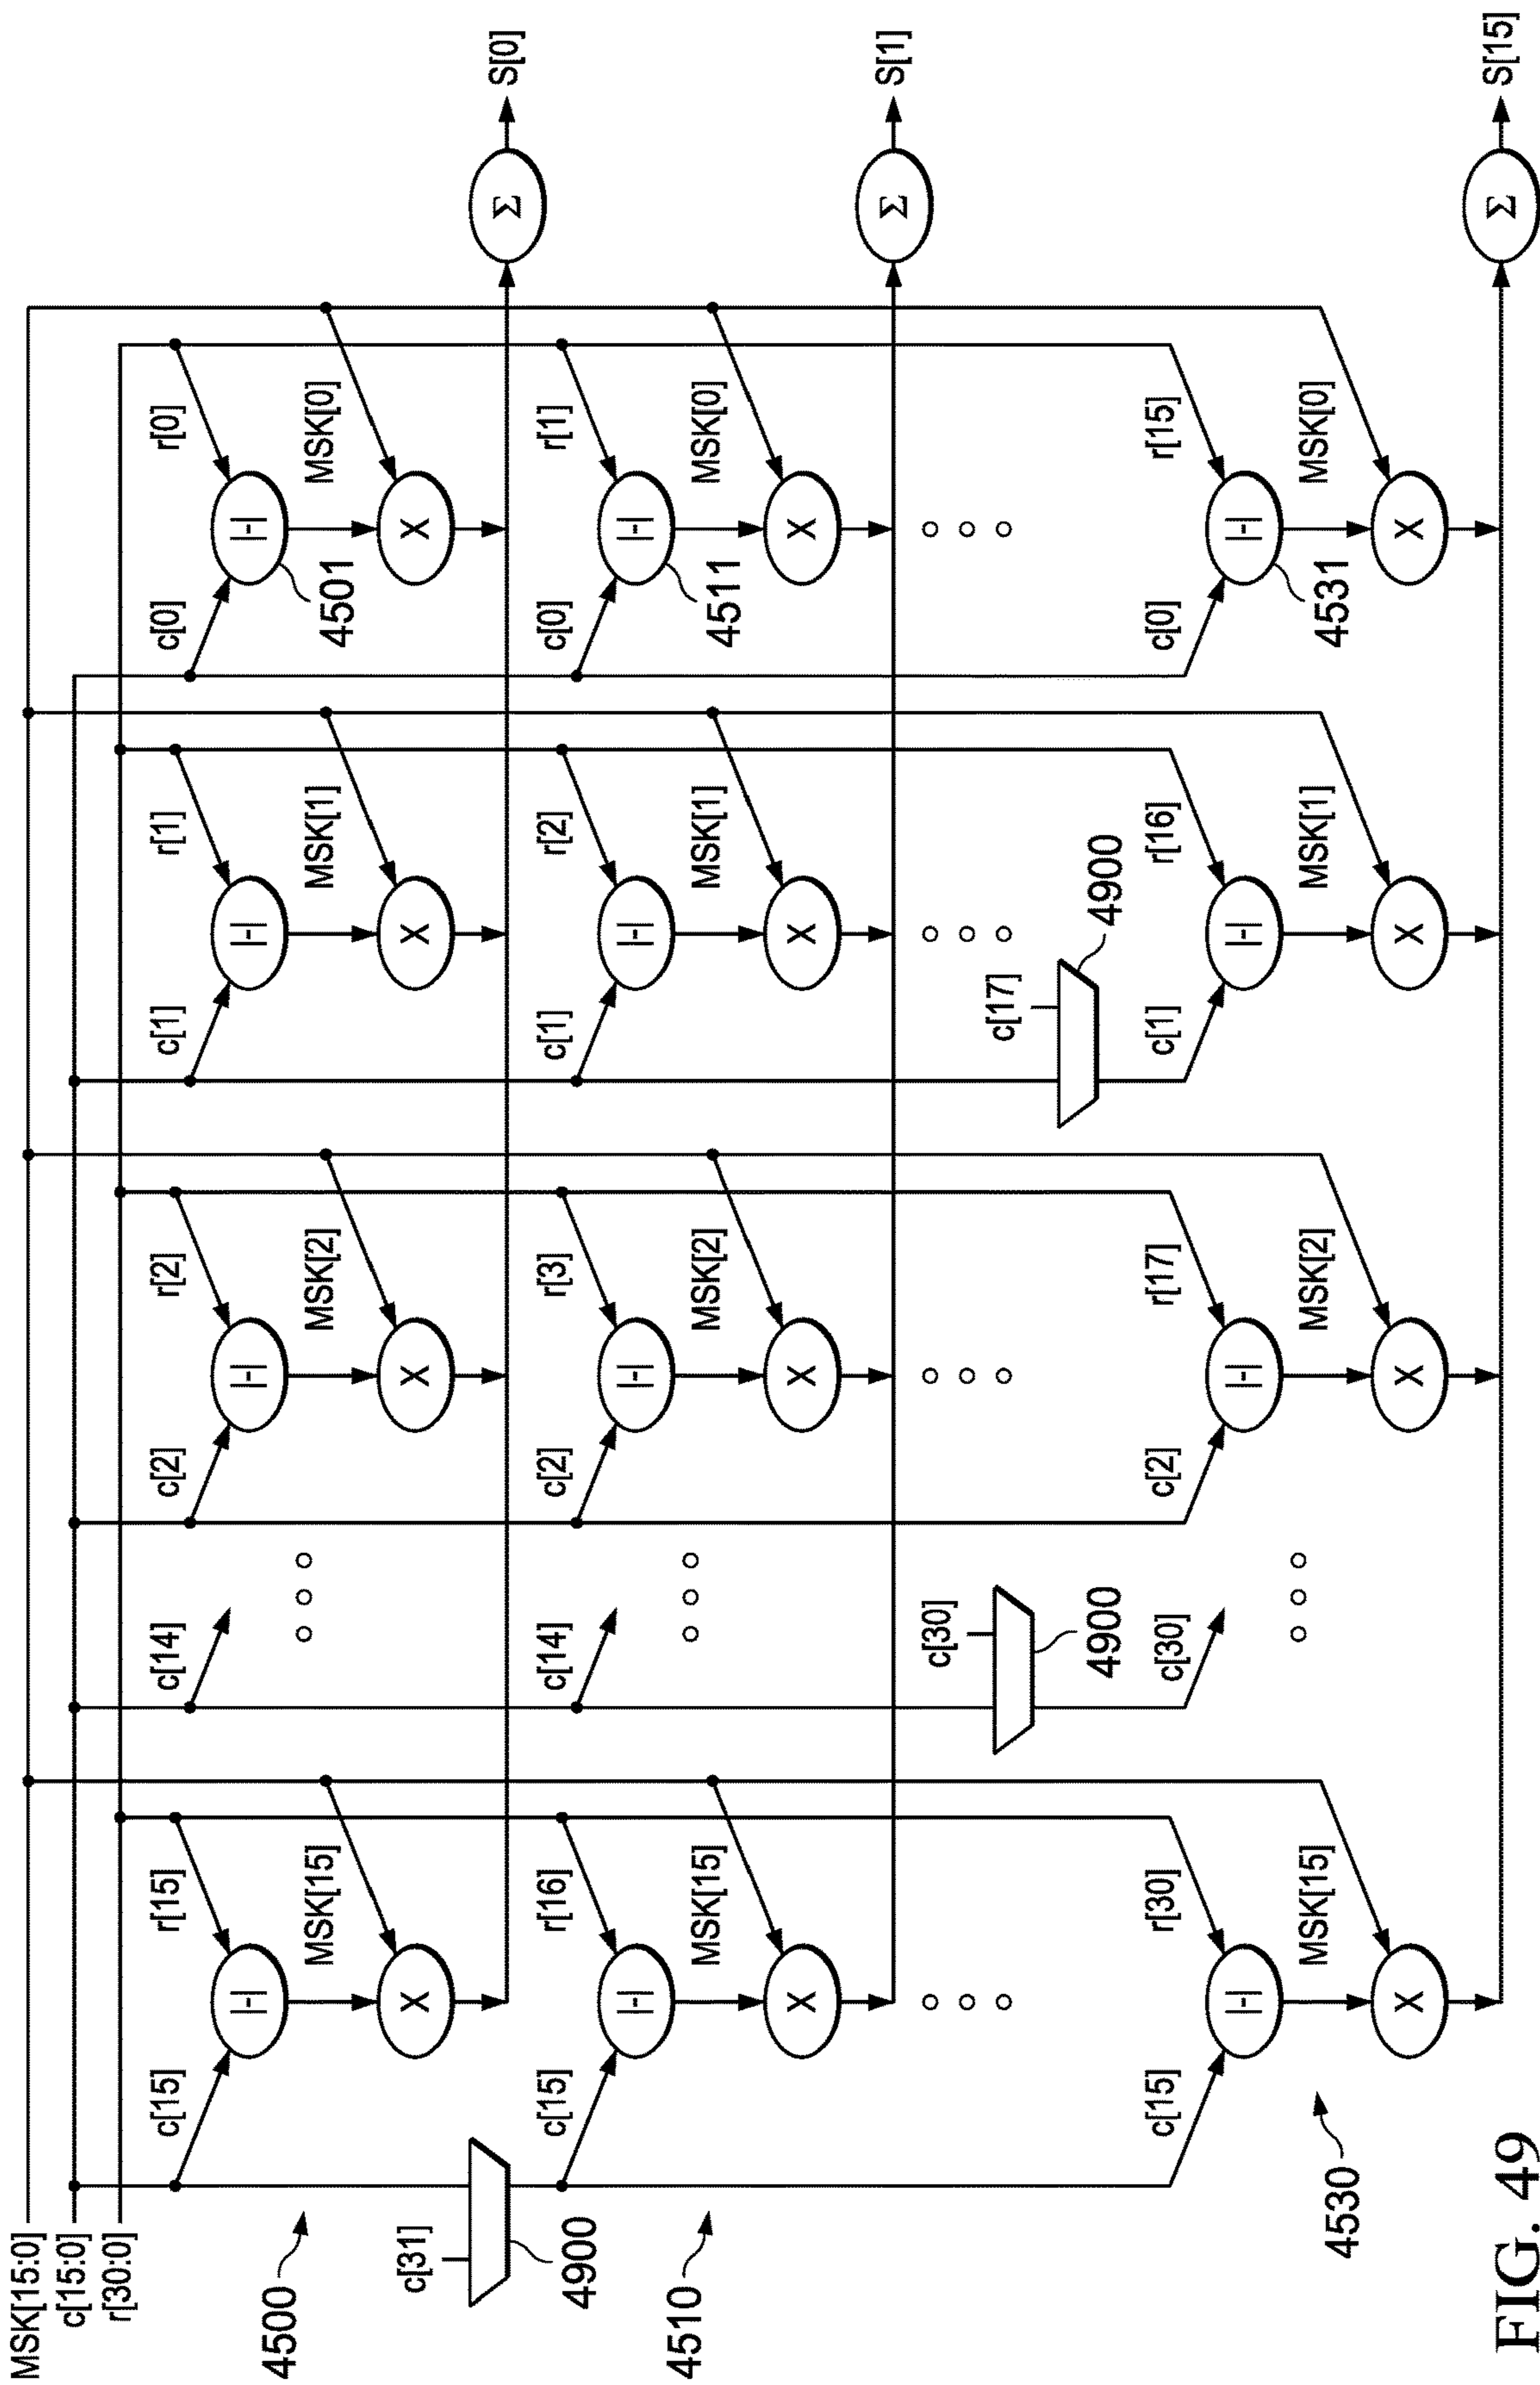 MSK[15:0]
c[15:0]
r[30:0]
c[15] r[15] c[14] c[2] r[2] c[1] r[1] c[0] r[0]
|-| |-| |-| |-|
4500
MSK[15] MSK[2] MSK[1] MSK[0]
4501
X X X X
c[31]
Σ S[0]
4900
c[15] r[16] c[14] c[2] r[3] c[1] r[2] c[0] r[1]
|-| |-| |-| |-|
4510
MSK[15] MSK[2] MSK[1] MSK[0]
4511
X X X X
Σ S[1]
c[30]
c[17]
4900
4900
c[15] r[30] c[30] c[2] r[17] c[1] r[16] c[0] r[15]
|-| |-| |-| |-|
4530
MSK[15] MSK[2] MSK[1] MSK[0]
4531
X X X X
Σ S[15]
FIG. 49